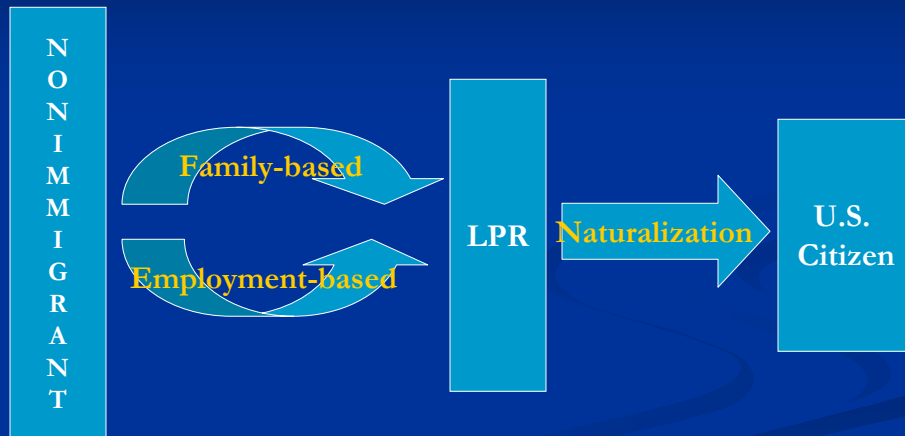 N
O
N
I
M
M
I
G
R
A
N
T
Family-based
Employment-based
LPR
Naturalization
U.S.
Citizen